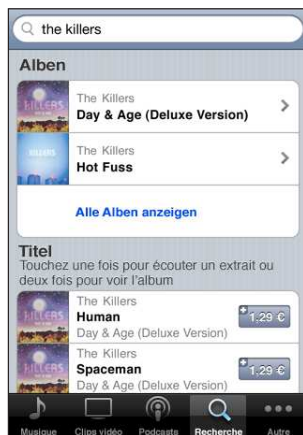 the killers
Alben
The Killers
Day & Age (Deluxe Version)
The Killers
Hot Fuss
Alle Alben anzeigen
Titel
Touchez une fois pour écouter un extrait ou
deux fois pour voir l'album
The Killers
Human
Day & Age (Deluxe Version)
1,29 €
The Killers
Spaceman
Day & Age (Deluxe Version)
1,29 €
Musique Clips vidéo Podcasts Recherche Autre